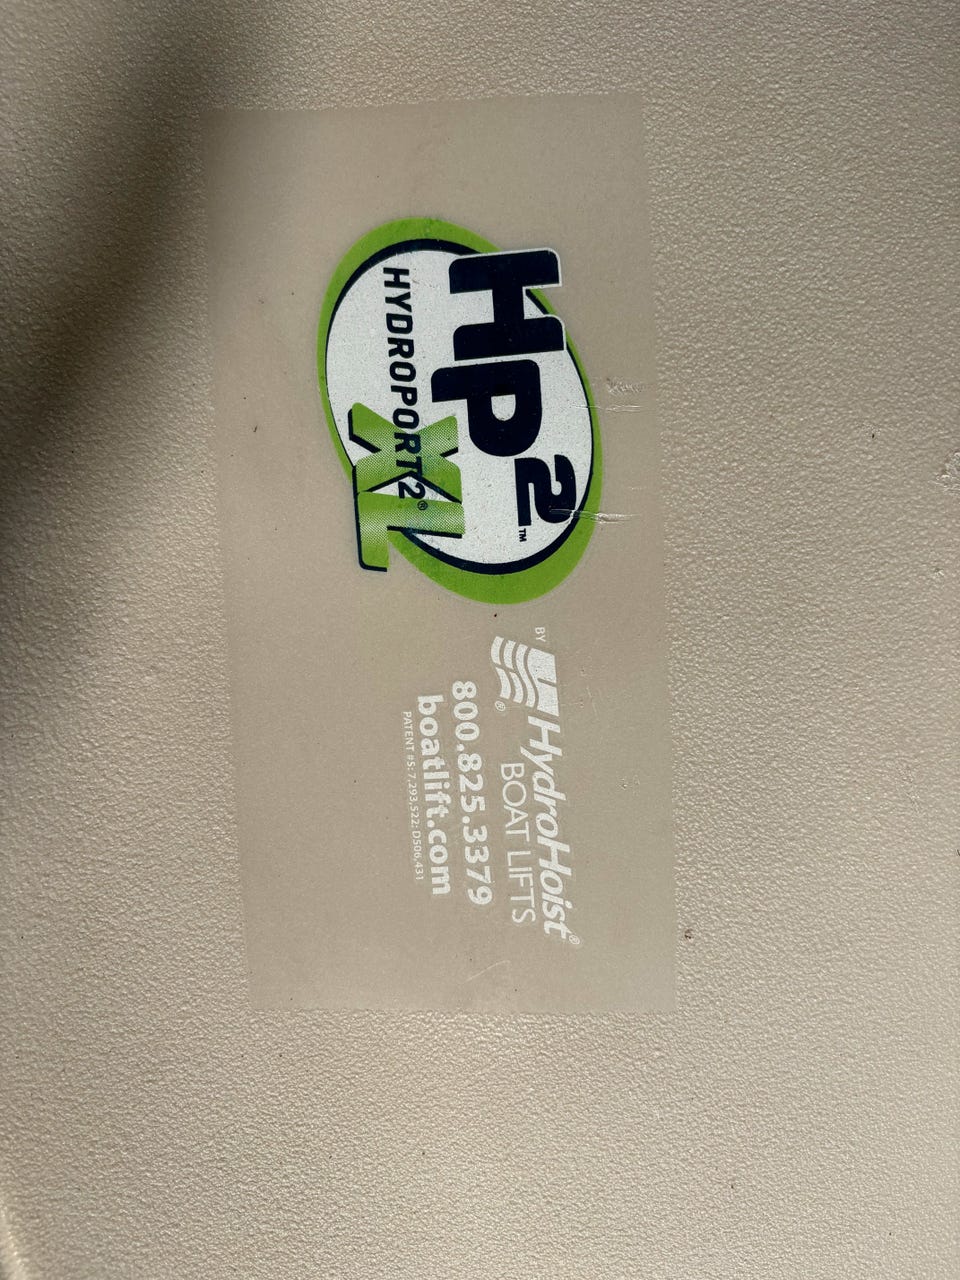 HP2™
HYDROPORT2®
XL
BY
HydroHoist®
®
BOAT LIFTS
800.825.3379
boatlift.com
PATENT #S: 7,293,522; D506,431